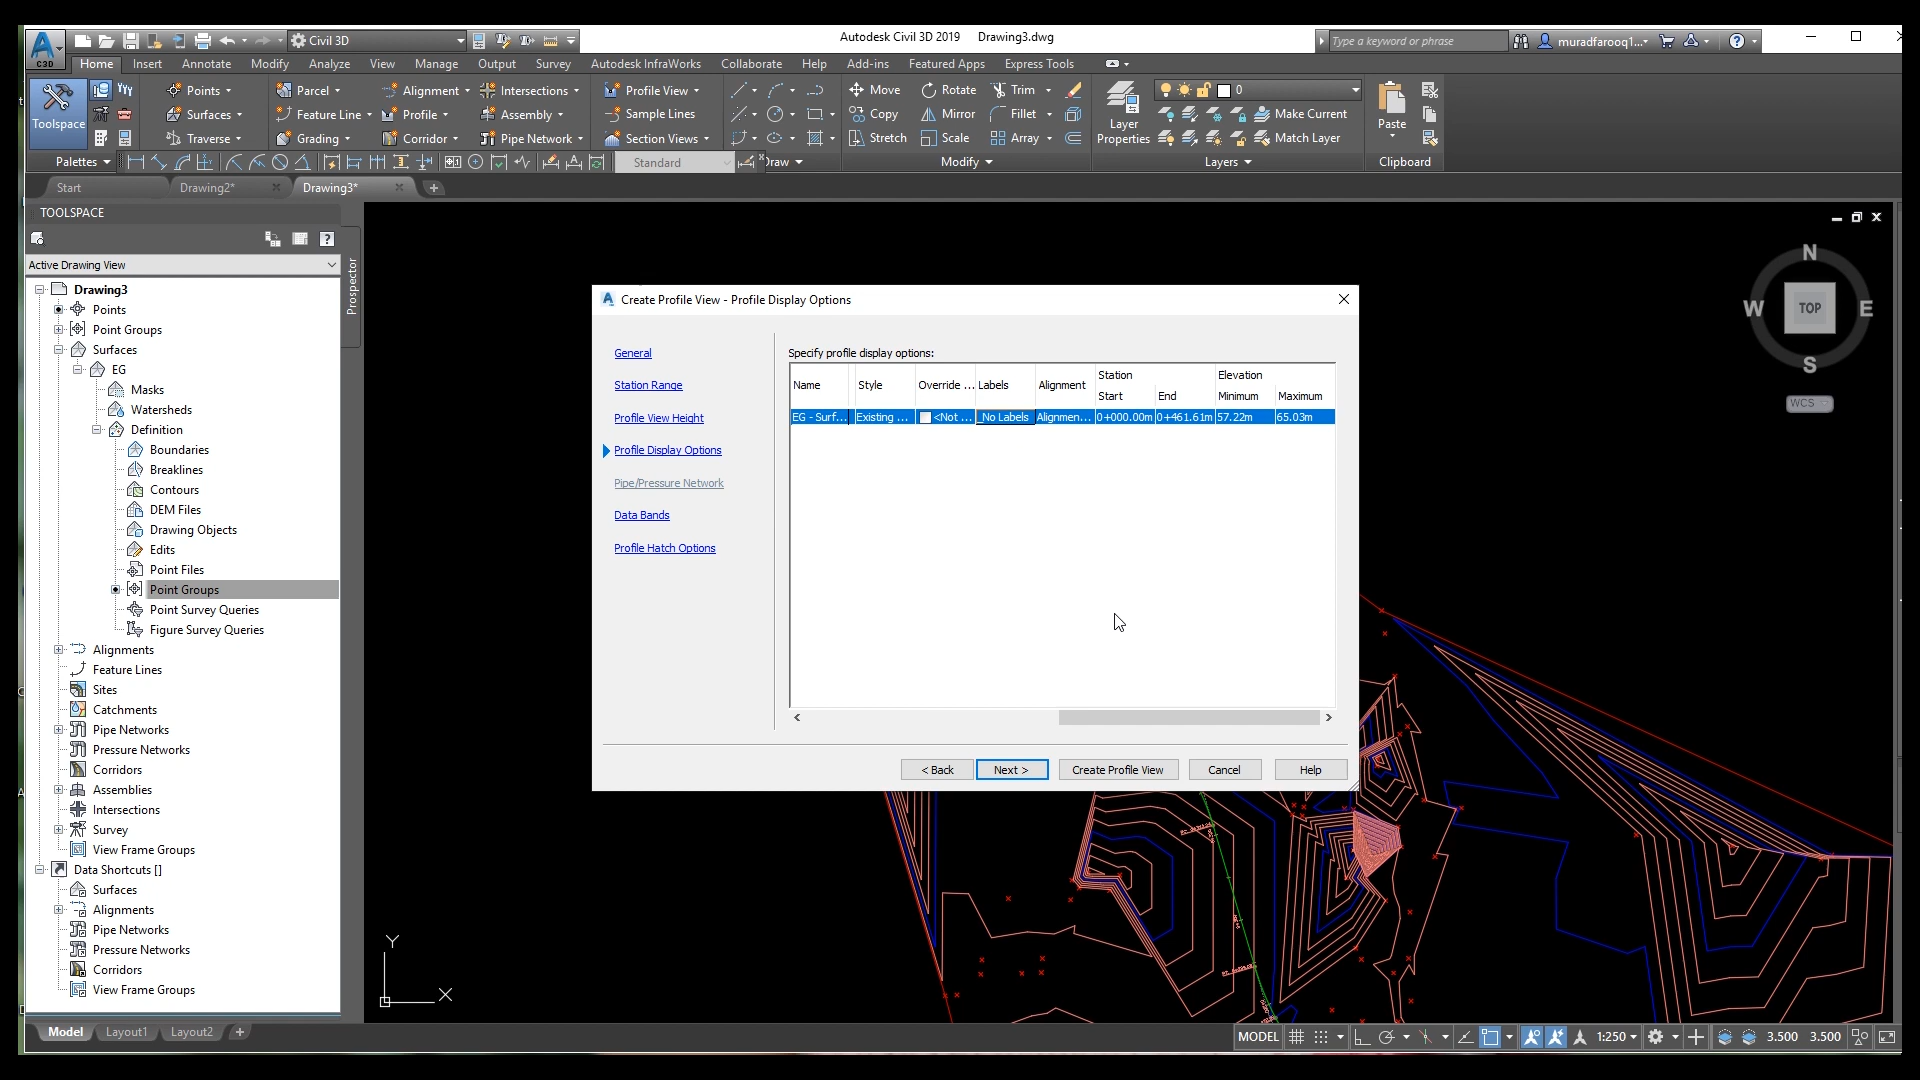 Civil 3D
Autodesk Civil 3D 2019 Drawing3.dwg
Type a keyword or phrase
muradfarooq1...
C3D
Home Insert Annotate Modify Analyze View Manage Output Survey Autodesk InfraWorks Collaborate Help Add-ins Featured Apps Express Tools
Toolspace
Points
Surfaces
Traverse
Parcel
Feature Line
Grading
Alignment
Profile
Corridor
Intersections
Assembly
Pipe Network
Profile View
Sample Lines
Section Views
Move Rotate Trim
Copy Mirror Fillet
Stretch Scale Array
Layer
Properties
0
Make Current
Match Layer
Paste
Palettes
Standard
Draw
Modify
Layers
Clipboard
Start Drawing2* Drawing3*
TOOLSPACE
Active Drawing View
Prospector
Drawing3
Points
Point Groups
Surfaces
EG
Masks
Watersheds
Definition
Boundaries
Breaklines
Contours
DEM Files
Drawing Objects
Edits
Point Files
Point Groups
Point Survey Queries
Figure Survey Queries
Alignments
Feature Lines
Sites
Catchments
Pipe Networks
Pressure Networks
Corridors
Assemblies
Intersections
Survey
View Frame Groups
Data Shortcuts []
Surfaces
Alignments
Pipe Networks
Pressure Networks
Corridors
View Frame Groups
Create Profile View - Profile Display Options
General
Station Range
Profile View Height
Profile Display Options
Pipe/Pressure Network
Data Bands
Profile Hatch Options
Specify profile display options:
Name Style Override ... Labels Alignment Station Start End Elevation Minimum Maximum
EG - Surf... Existing ... <Not ... _No Labels Alignmen... 0+000.00m 0+461.61m 57.22m 65.03m
< Back Next > Create Profile View Cancel Help
N
W TOP E
S
WCS
Y
X
Model Layout1 Layout2
MODEL 1:250 3.500 3.500